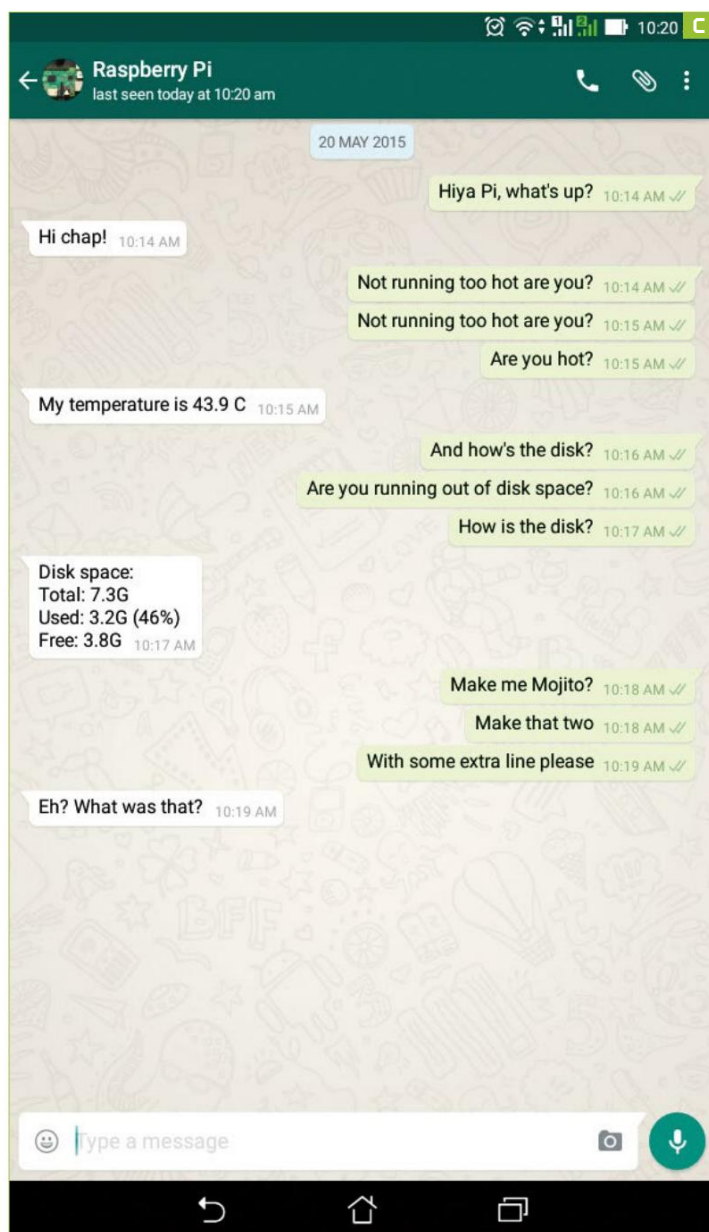 10:20
C
Raspberry Pi
last seen today at 10:20 am
20 MAY 2015
Hiya Pi, what's up? 10:14 AM
Hi chap! 10:14 AM
Not running too hot are you? 10:14 AM
Not running too hot are you? 10:15 AM
Are you hot? 10:15 AM
My temperature is 43.9 C 10:15 AM
And how's the disk? 10:16 AM
Are you running out of disk space? 10:16 AM
How is the disk? 10:17 AM
Disk space:
Total: 7.3G
Used: 3.2G (46%)
Free: 3.8G 10:17 AM
Make me Mojito? 10:18 AM
Make that two 10:18 AM
With some extra line please 10:19 AM
Eh? What was that? 10:19 AM
Type a message